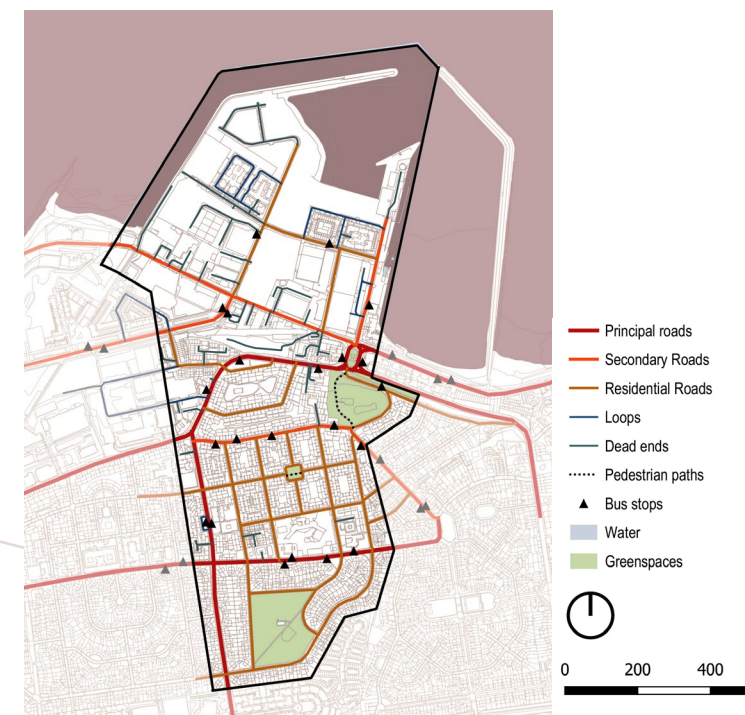 Principal roads
Secondary Roads
Residential Roads
Loops
Dead ends
Pedestrian paths
Bus stops
Water
Greenspaces
0 200 400